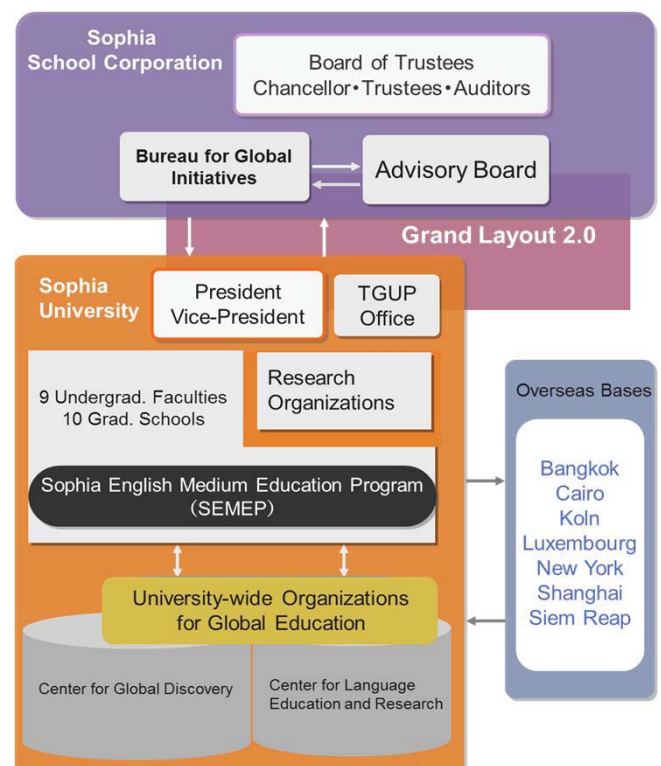 Sophia
School Corporation
Board of Trustees
Chancellor・Trustees・Auditors
Bureau for Global
Initiatives
Advisory Board
Grand Layout 2.0
Sophia
University
President
Vice-President
TGUP
Office
9 Undergrad. Faculties
10 Grad. Schools
Research
Organizations
Sophia English Medium Education Program
(SEMEP)
University-wide Organizations
for Global Education
Center for Global Discovery
Center for Language
Education and Research
Overseas Bases
Bangkok
Cairo
Koln
Luxembourg
New York
Shanghai
Siem Reap